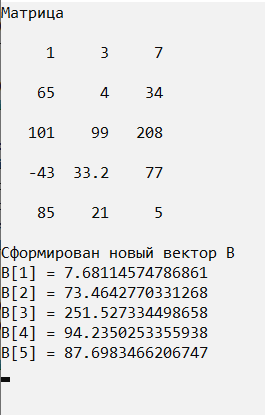 Матрица
1 3 7
65 4 34
101 99 208
-43 33.2 77
85 21 5
Сформирован новый вектор B
B[1] = 7.68114574786861
B[2] = 73.4642770331268
B[3] = 251.527334498658
B[4] = 94.2350253355938
B[5] = 87.6983466206747